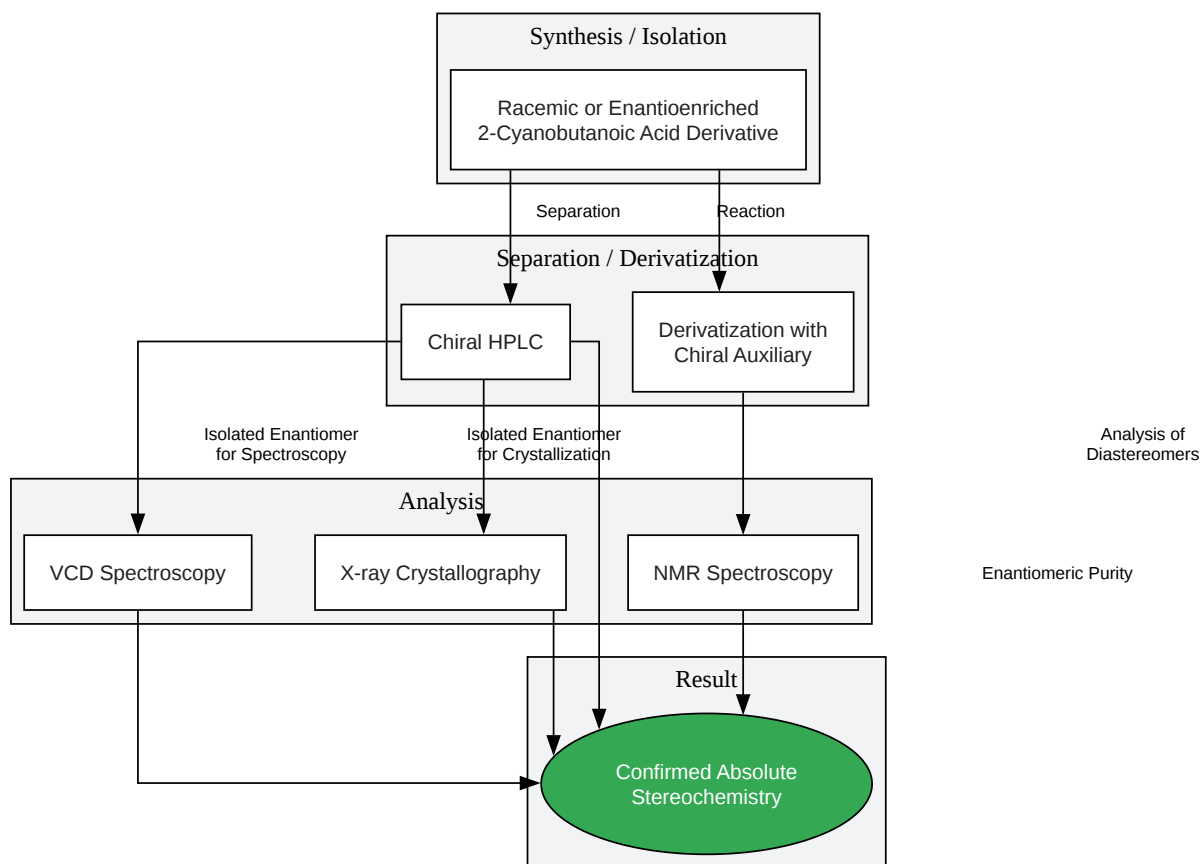 Synthesis / Isolation
Racemic or Enantioenriched
2-Cyanobutanoic Acid Derivative
Separation
Reaction
Separation / Derivatization
Chiral HPLC
Derivatization with
Chiral Auxiliary
Isolated Enantiomer
for Spectroscopy
Isolated Enantiomer
for Crystallization
Analysis of
Diastereomers
Analysis
VCD Spectroscopy
X-ray Crystallography
NMR Spectroscopy
Enantiomeric Purity
Result
Confirmed Absolute
Stereochemistry